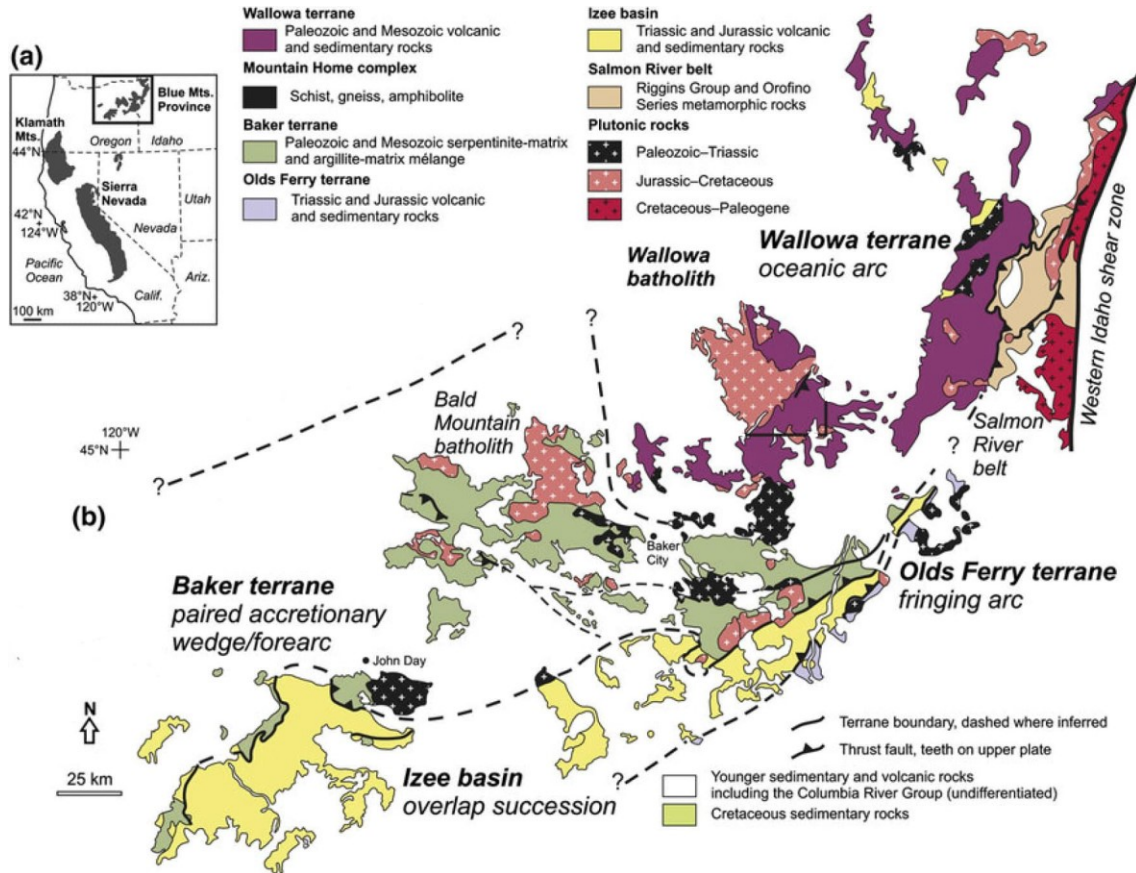 Wallowa terrane
Paleozoic and Mesozoic volcanic
and sedimentary rocks
Mountain Home complex
Schist, gneiss, amphibolite
Baker terrane
Paleozoic and Mesozoic serpentinite-matrix
and argillite-matrix mélange
Olds Ferry terrane
Triassic and Jurassic volcanic
and sedimentary rocks
Izee basin
Triassic and Jurassic volcanic
and sedimentary rocks
Salmon River belt
Riggins Group and Orofino
Series metamorphic rocks
Plutonic rocks
Paleozoic–Triassic
Jurassic–Cretaceous
Cretaceous–Paleogene
(a)
Blue Mts.
Province
Klamath
Mts.
44°N
Oregon
Idaho
Sierra
Nevada
Utah
42°N
124°W
Nevada
Pacific
Ocean
Calif.
Ariz.
38°N
120°W
100 km
Wallowa terrane
oceanic arc
Wallowa
batholith
Western Idaho shear zone
?
?
Bald
Mountain
batholith
120°W
45°N
Salmon
River
belt
?
?
(b)
Baker
City
Olds Ferry terrane
fringing arc
Baker terrane
paired accretionary
wedge/forearc
John Day
N
25 km
Izee basin
overlap succession
?
Terrane boundary, dashed where inferred
Thrust fault, teeth on upper plate
Younger sedimentary and volcanic rocks
including the Columbia River Group (undifferentiated)
Cretaceous sedimentary rocks